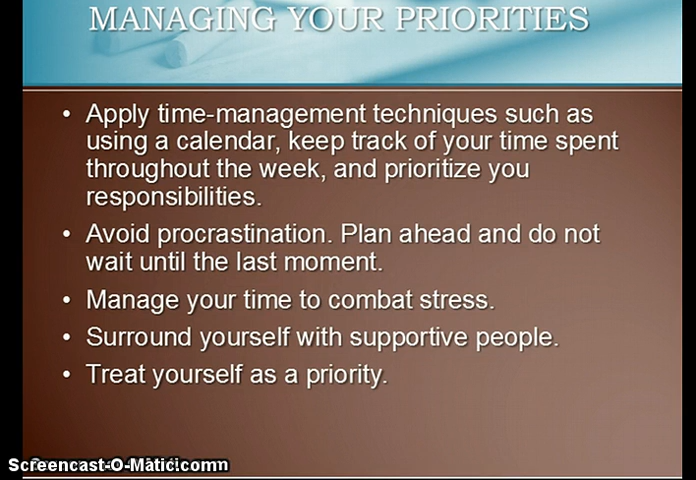 MANAGING YOUR PRIORITIES
• Apply time-management techniques such as
using a calendar, keep track of your time spent
throughout the week, and prioritize you
responsibilities.
• Avoid procrastination. Plan ahead and do not
wait until the last moment.
• Manage your time to combat stress.
• Surround yourself with supportive people.
• Treat yourself as a priority.
Screencast-O-Matic.com